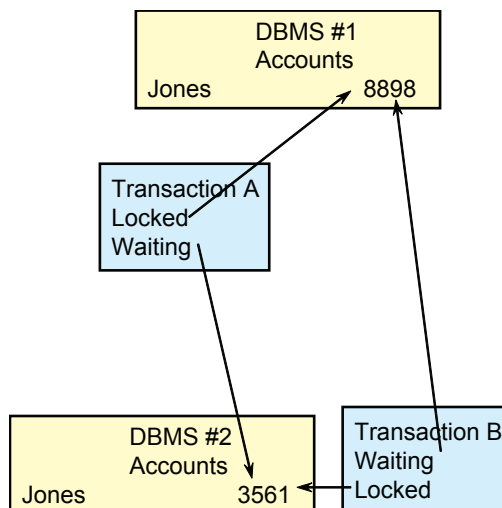 DBMS #1
Accounts
Jones 8898
Transaction A
Locked
Waiting
DBMS #2
Accounts
Jones 3561
Transaction B
Waiting
Locked